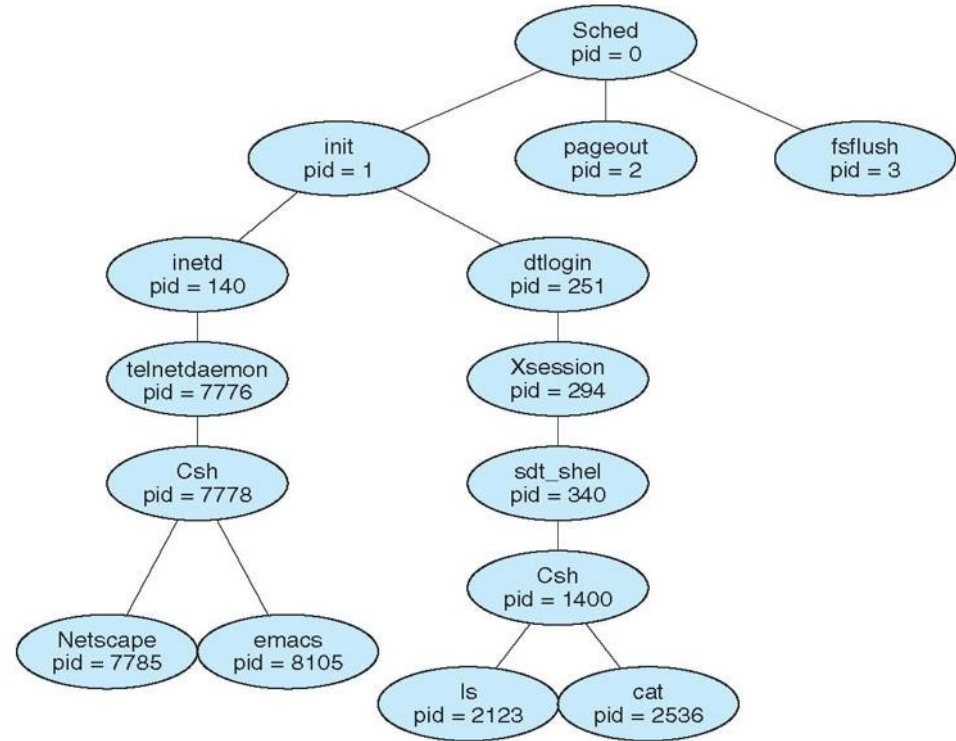 Sched
pid = 0
init
pid = 1
pageout
pid = 2
fsflush
pid = 3
inetd
pid = 140
dtlogin
pid = 251
telnetdaemon
pid = 7776
Xsession
pid = 294
Csh
pid = 7778
sdt_shel
pid = 340
Csh
pid = 1400
Netscape
pid = 7785
emacs
pid = 8105
ls
pid = 2123
cat
pid = 2536